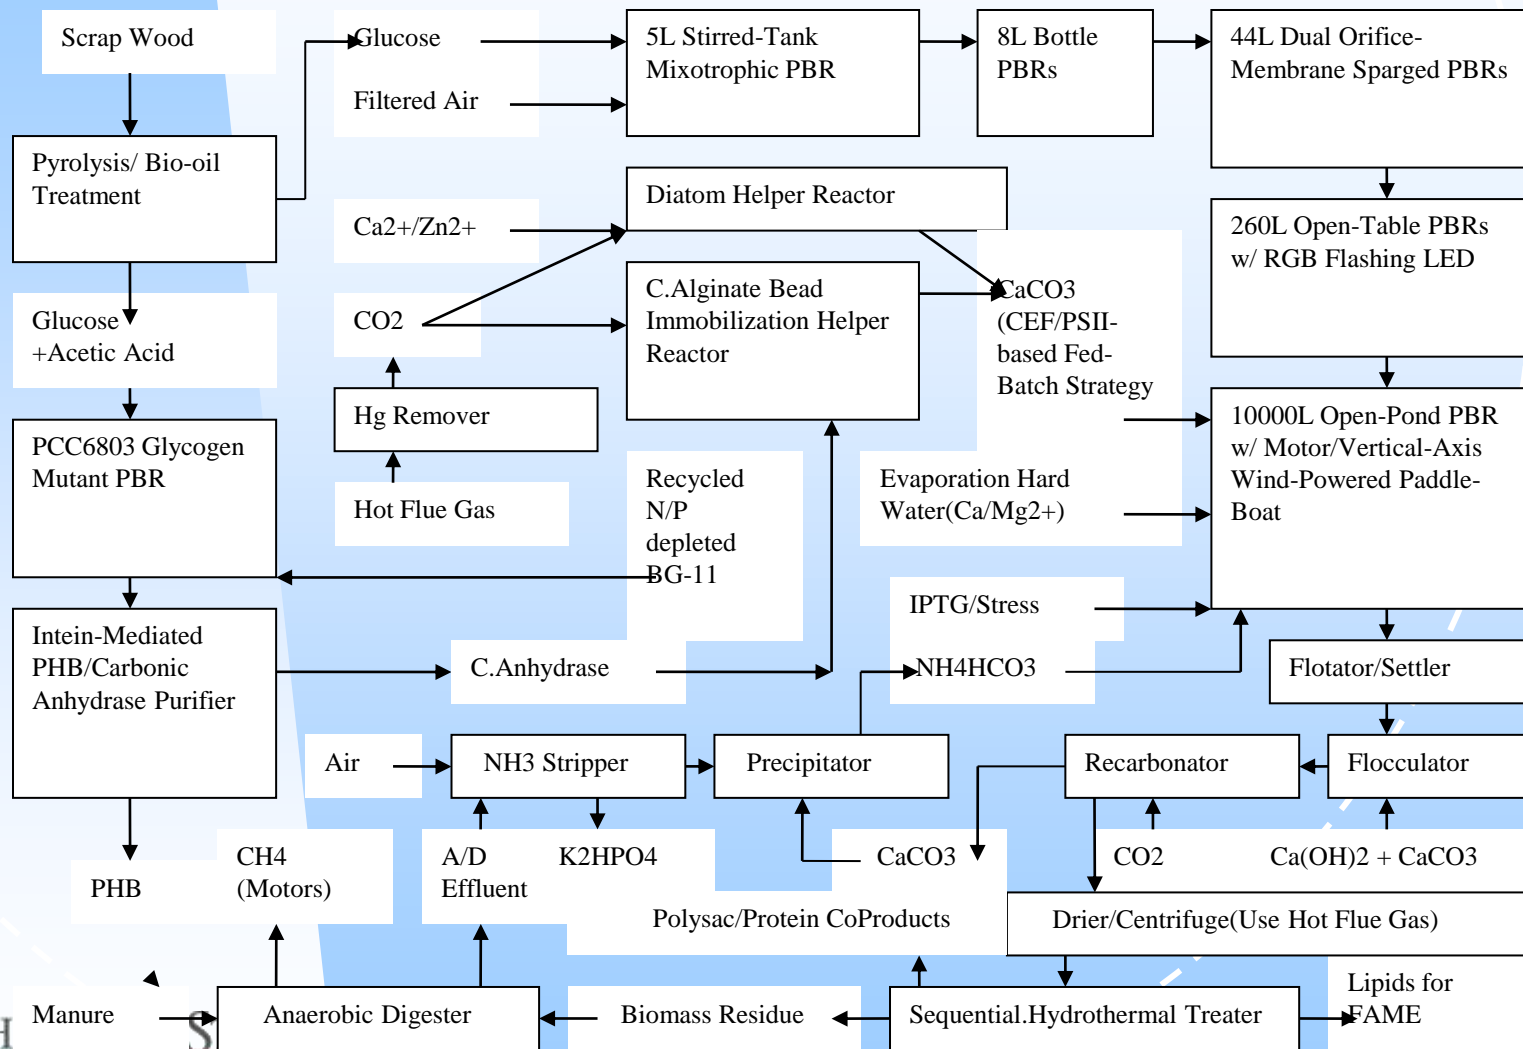 Scrap Wood
Glucose
Filtered Air
5L Stirred-Tank
Mixotrophic PBR
8L Bottle
PBRs
44L Dual Orifice-
Membrane Sparged PBRs
Pyrolysis/ Bio-oil
Treatment
Ca2+/Zn2+
Diatom Helper Reactor
260L Open-Table PBRs
w/ RGB Flashing LED
Glucose
+Acetic Acid
CO2
C.Alginate Bead
Immobilization Helper
Reactor
CaCO3
(CEF/PSII-
based Fed-
Batch Strategy
Hg Remover
Hot Flue Gas
PCC6803 Glycogen
Mutant PBR
Recycled
N/P
depleted
BG-11
Evaporation Hard
Water(Ca/Mg2+)
10000L Open-Pond PBR
w/ Motor/Vertical-Axis
Wind-Powered Paddle-
Boat
IPTG/Stress
NH4HCO3
Intein-Mediated
PHB/Carbonic
Anhydrase Purifier
C.Anhydrase
Flotator/Settler
Air
NH3 Stripper
Precipitator
Recarbonator
Flocculator
PHB
CH4
(Motors)
A/D
Effluent
K2HPO4
CaCO3
CO2
Ca(OH)2 + CaCO3
Polysac/Protein CoProducts
Drier/Centrifuge(Use Hot Flue Gas)
Manure
Anaerobic Digester
Biomass Residue
Sequential.Hydrothermal Treater
Lipids for
FAME